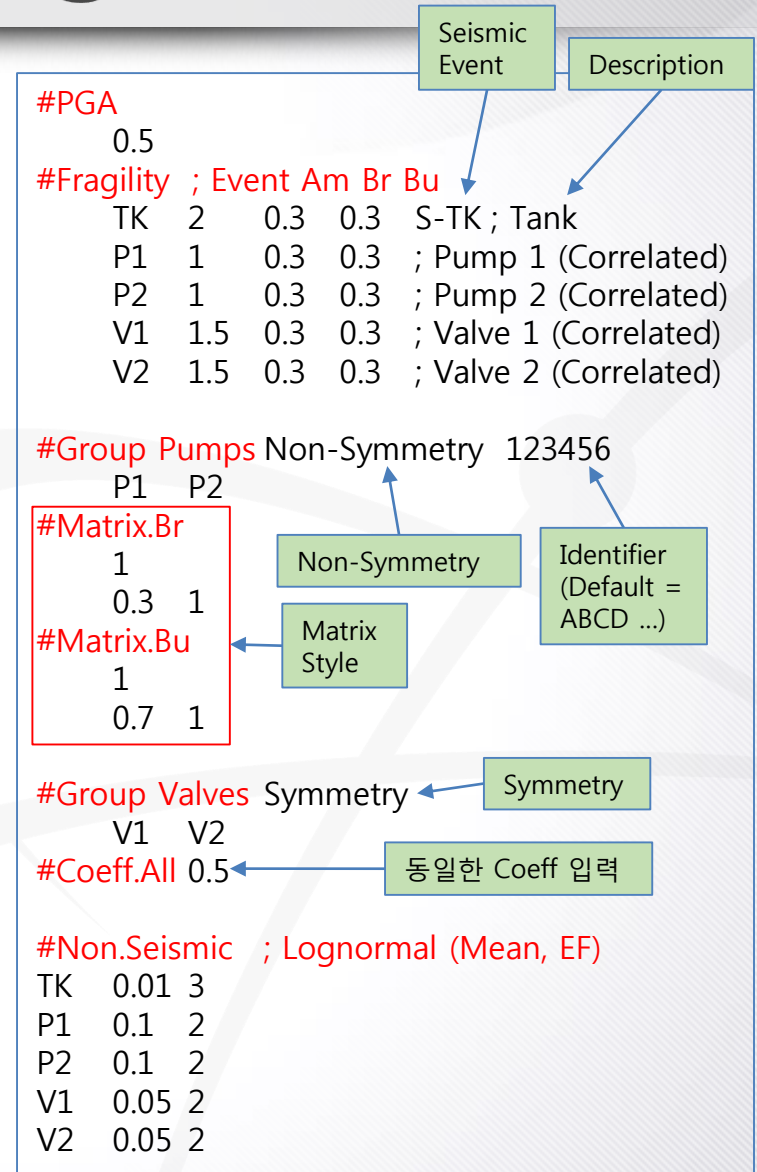 Seismic
Event
Description
#PGA
0.5
#Fragility ; Event Am Br Bu
TK 2 0.3 0.3 S-TK ; Tank
P1 1 0.3 0.3 ; Pump 1 (Correlated)
P2 1 0.3 0.3 ; Pump 2 (Correlated)
V1 1.5 0.3 0.3 ; Valve 1 (Correlated)
V2 1.5 0.3 0.3 ; Valve 2 (Correlated)
#Group Pumps Non-Symmetry 123456
P1 P2
#Matrix.Br
1
0.3 1
#Matrix.Bu
1
0.7 1
Non-Symmetry
Identifier
(Default =
ABCD ...)
Matrix
Style
#Group Valves Symmetry
Symmetry
V1 V2
#Coeff.All 0.5
동일한 Coeff 입력
#Non.Seismic ; Lognormal (Mean, EF)
TK 0.01 3
P1 0.1 2
P2 0.1 2
V1 0.05 2
V2 0.05 2